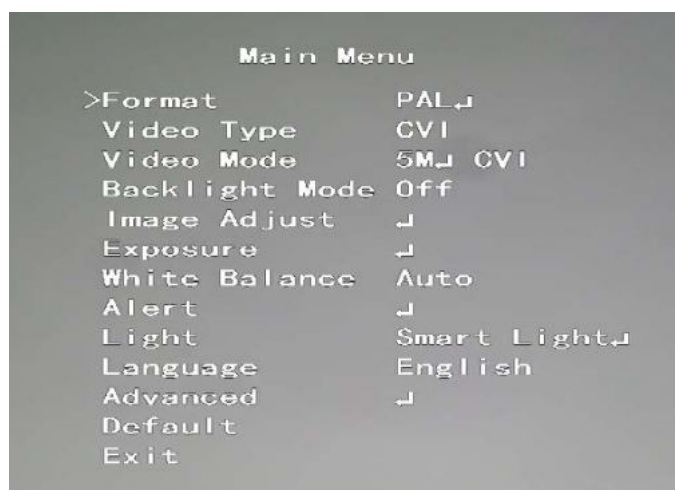 Main Menu
>Format PAL↵
Video Type CVI
Video Mode 5M↵ CVI
Backlight Mode Off
Image Adjust ↵
Exposure ↵
White Balance Auto
Alert ↵
Light Smart Light↵
Language English
Advanced ↵
Default
Exit